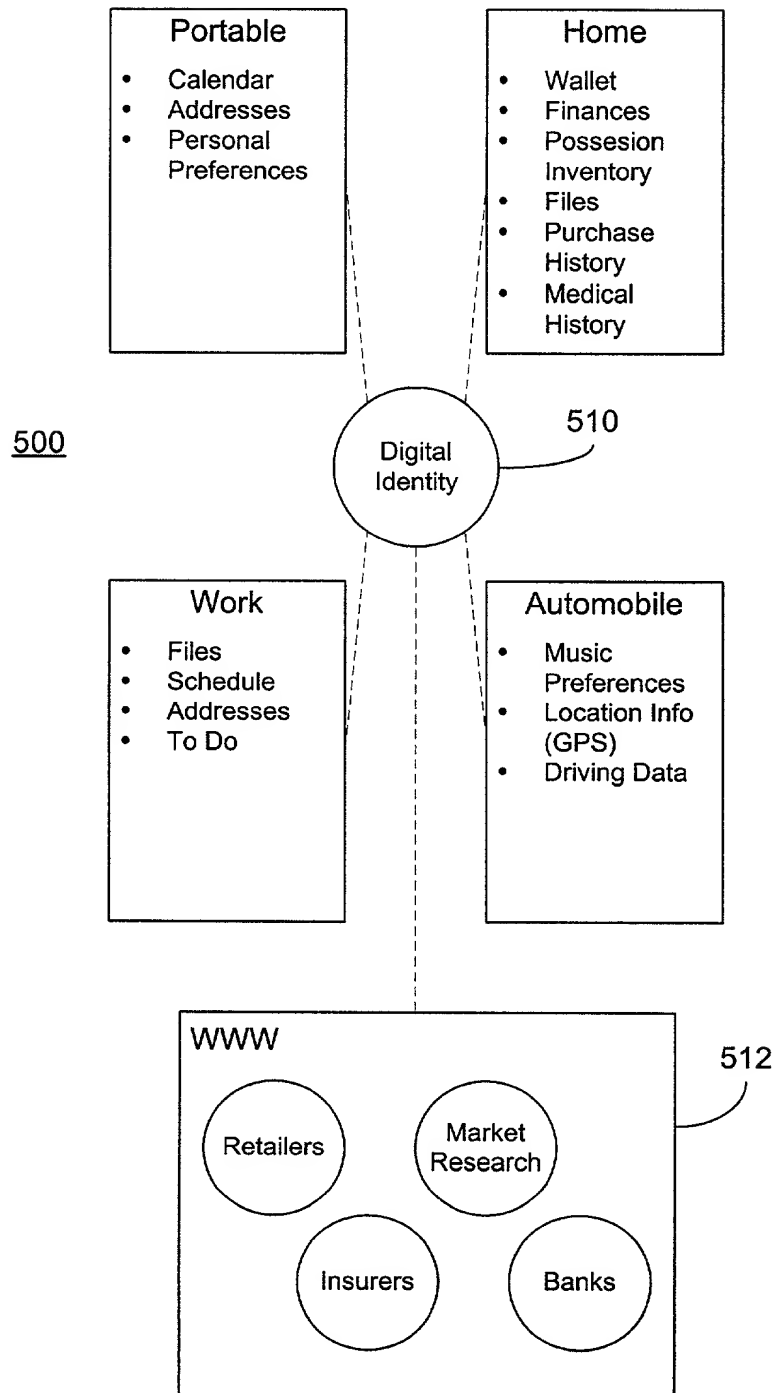 Portable
• Calendar
• Addresses
• Personal
Preferences
Home
• Wallet
• Finances
• Possesion
Inventory
• Files
• Purchase
History
• Medical
History
500
Digital
Identity
510
Work
• Files
• Schedule
• Addresses
• To Do
Automobile
• Music
Preferences
• Location Info
(GPS)
• Driving Data
WWW
512
Retailers
Market
Research
Insurers
Banks